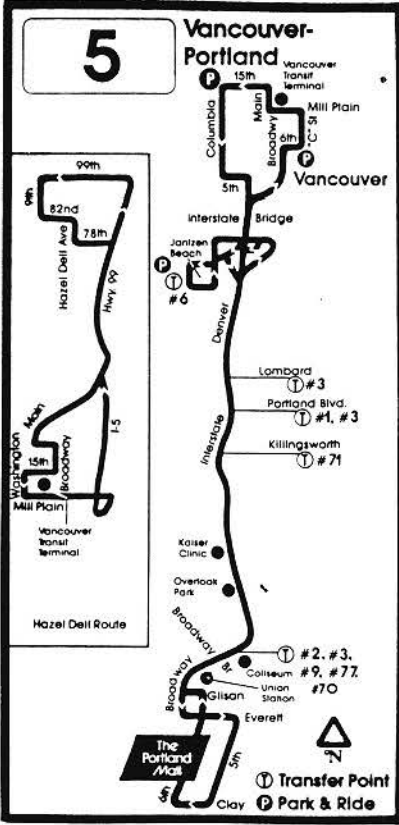 5
Vancouver-
Portland
P
15th
Vancouver
Transit
Terminal
Main
Mill Plain
Columbia
Broadwy
"C" St
6th
P
Vancouver
5th
Interstate Bridge
Jantzen
Beach
P
T
#6
Denver
Lombard
T #3
Portland Blvd.
T #1, #3
Interstate
Killingsworth
T #71
Kaiser
Clinic
Overlook
Park
Broadway Br
T #2, #3,
#9, #77,
#70
Coliseum
Broadway
Union
Station
Glisan
Everett
The
Portland
Mall
5th
6th
Clay
N
T Transfer Point
P Park & Ride
99th
9th
82nd
78th
Hazel Dell Ave
Hwy 99
Main
I-5
Washington
15th
Broadway
Mill Plain
Vancouver
Transit
Terminal
Hazel Dell Route